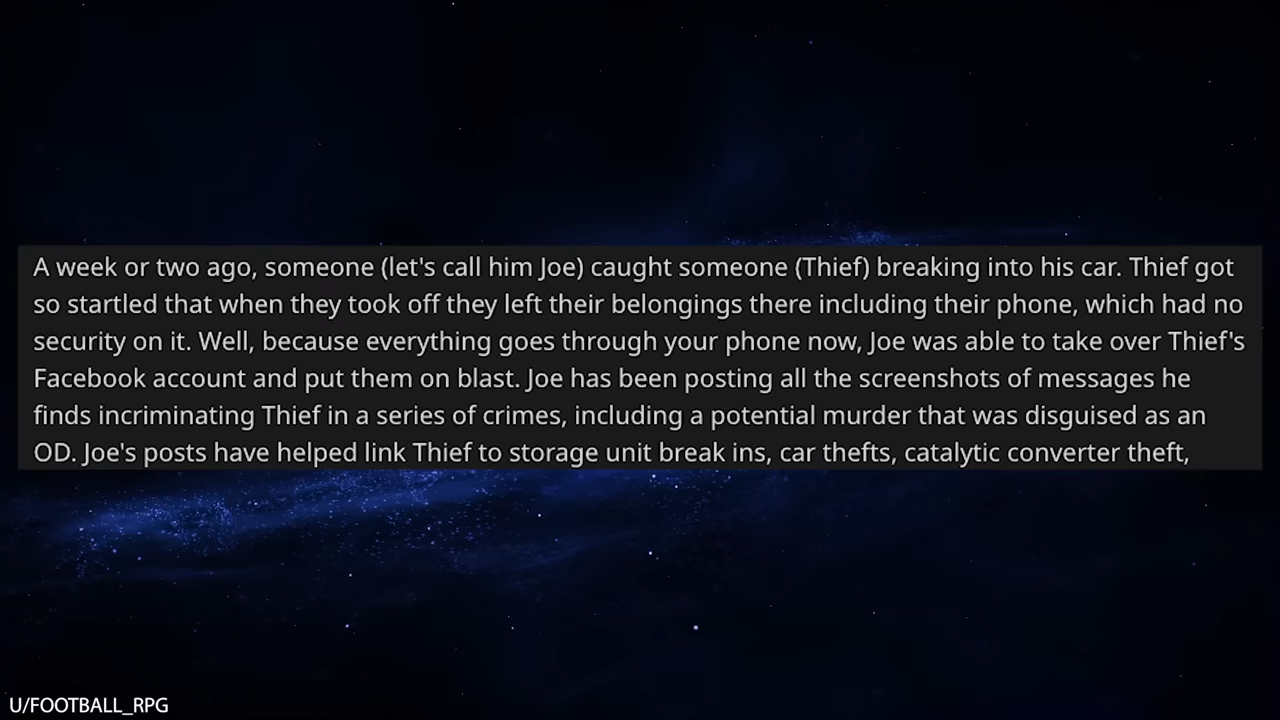 A week or two ago, someone (let's call him Joe) caught someone (Thief) breaking into his car. Thief got
so startled that when they took off they left their belongings there including their phone, which had no
security on it. Well, because everything goes through your phone now, Joe was able to take over Thief's
Facebook account and put them on blast. Joe has been posting all the screenshots of messages he
finds incriminating Thief in a series of crimes, including a potential murder that was disguised as an
OD. Joe's posts have helped link Thief to storage unit break ins, car thefts, catalytic converter theft,
U/FOOTBALL_RPG